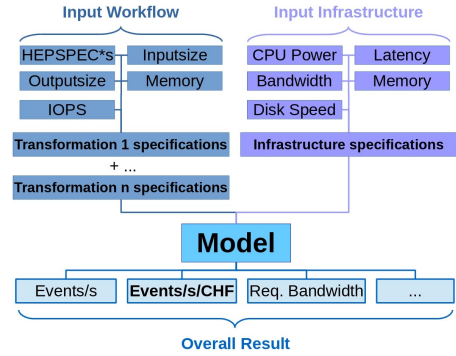 Input Workflow
Input Infrastructure
HEPSPEC*s
Inputsize
CPU Power
Latency
Outputsize
Memory
Bandwidth
Memory
IOPS
Disk Speed
Transformation 1 specifications
Infrastructure specifications
+ ...
Transformation n specifications
Model
Events/s
Events/s/CHF
Req. Bandwidth
...
Overall Result